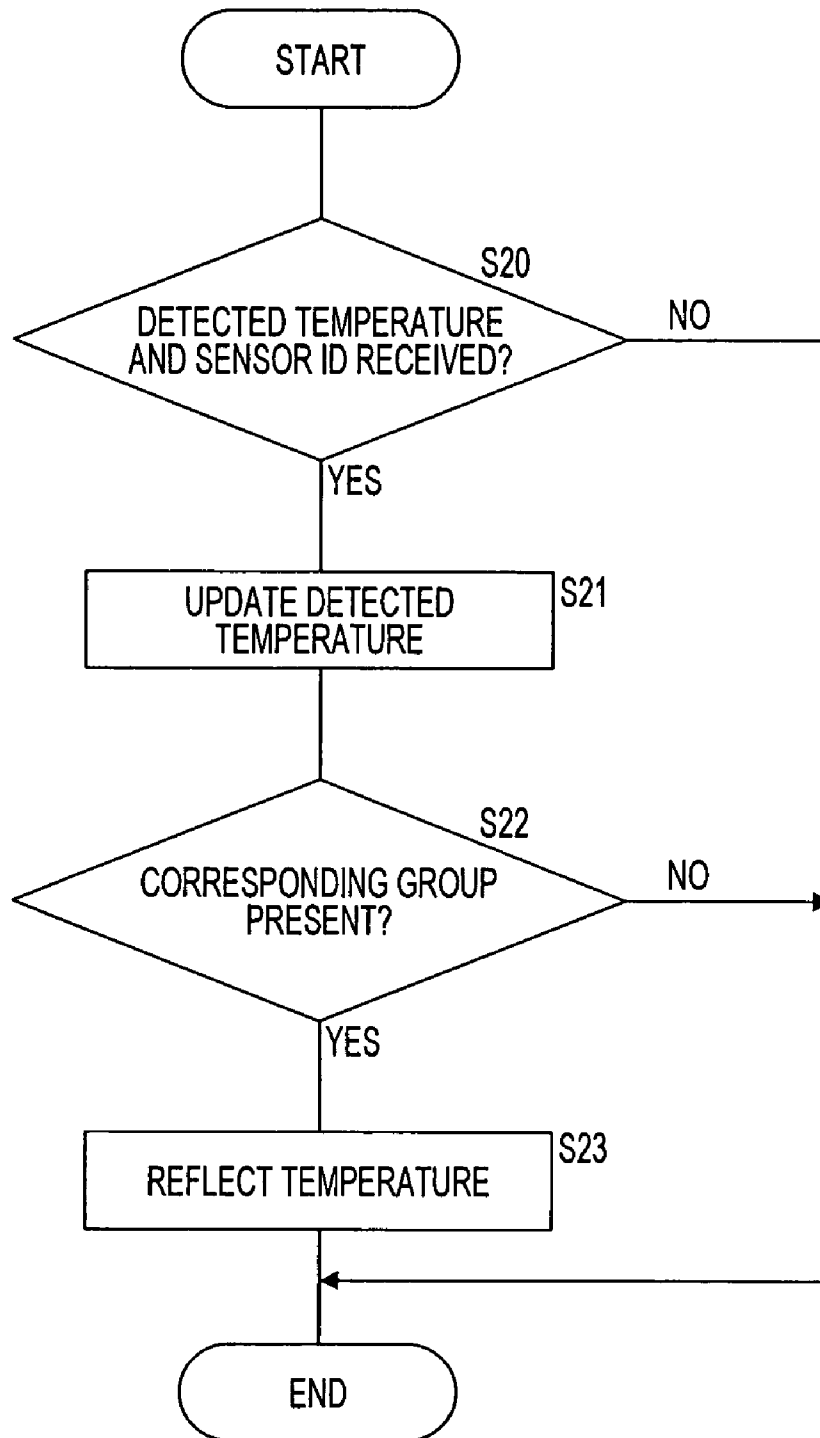 START
S20
DETECTED TEMPERATURE
AND SENSOR ID RECEIVED?
NO
YES
UPDATE DETECTED
TEMPERATURE
S21
S22
CORRESPONDING GROUP
PRESENT?
NO
YES
REFLECT TEMPERATURE
S23
END